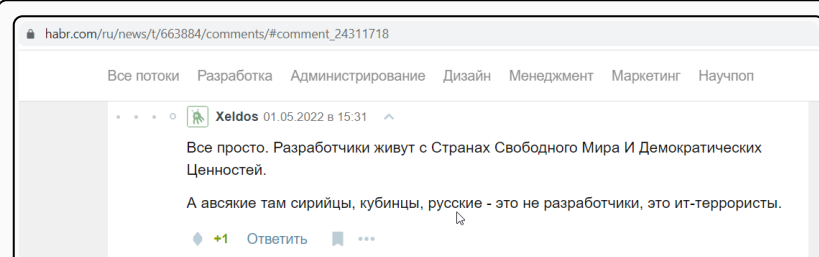 habr.com/ru/news/t/663884/comments/#comment_24311718
Все потоки Разработка Администрирование Дизайн Менеджмент Маркетинг Научпоп
Xeldos 01.05.2022 в 15:31
Все просто. Разработчики живут с Странах Свободного Мира И Демократических
Ценностей.
А авсякие там сирийцы, кубинцы, русские - это не разработчики, это ит-террористы.
+1 Ответить